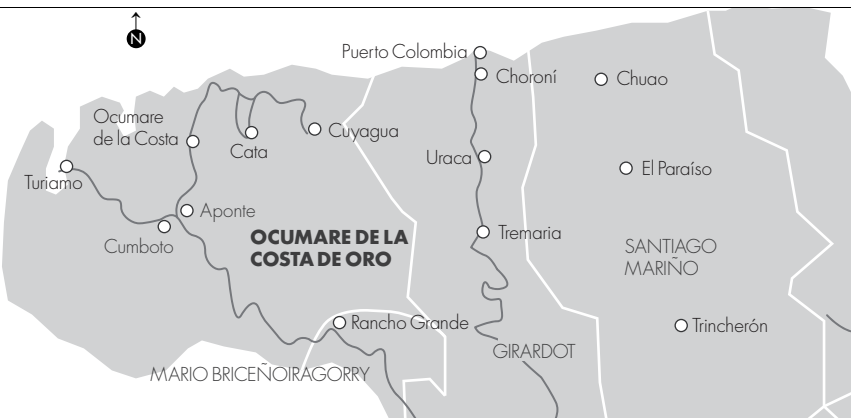 N
Puerto Colombia
Choroní
Chuao
Ocumare
de la Costa
Cata
Cuyagua
Uraca
El Paraíso
Turiamo
Aponte
Cumboto
OCUMARE DE LA
COSTA DE ORO
Tremaria
SANTIAGO
MARIÑO
Rancho Grande
Trincherón
GIRARDOT
MARIO BRICEÑOIRAGORRY